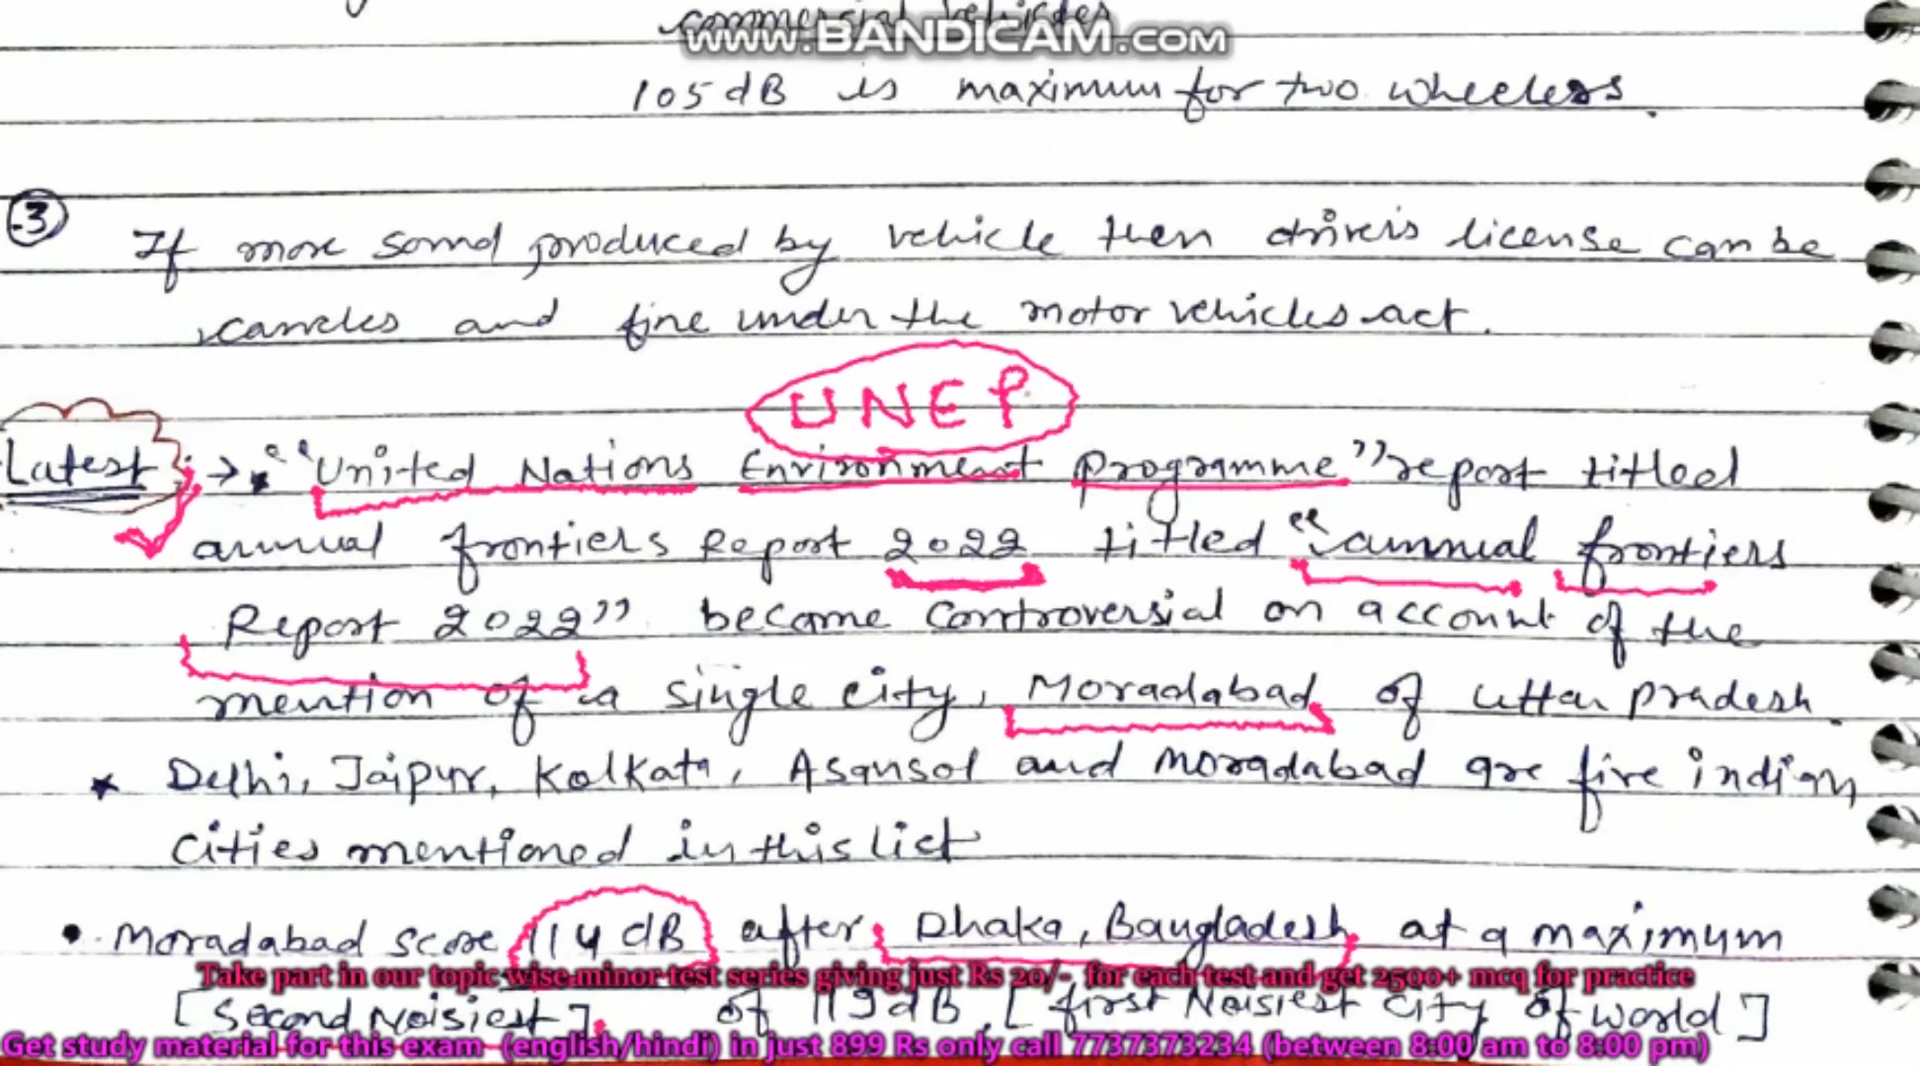 commercial vehicles
WWW.BANDICAM.COM
105 dB is maximum for two wheelers.
3
If more sound produced by vehicle then driver's license can be
cancles and fine under the motor vehicles act.
UNEP
Latest → "United Nations Environment Programme" report titled
annual frontiers Report 2022 titled "annual frontiers
Report 2022" became controversial on account of the
mention of a single city, Moradabad of uttar pradesh.
* Delhi, Jaipur, Kolkata, Asansol and Moradabad are five indian
cities mentioned in this list
• Moradabad score 114 dB after Dhaka, Bangladesh at a maximum
Take part in our topic wise minor test series giving just Rs 20/- for each test and get 2500+ mcq for practice
[second Noisiest] of 119 dB [first Noisiest city of world]
Get study material for this exam (english/hindi) in just 899 Rs only call 7737373234 (between 8:00 am to 8:00 pm)